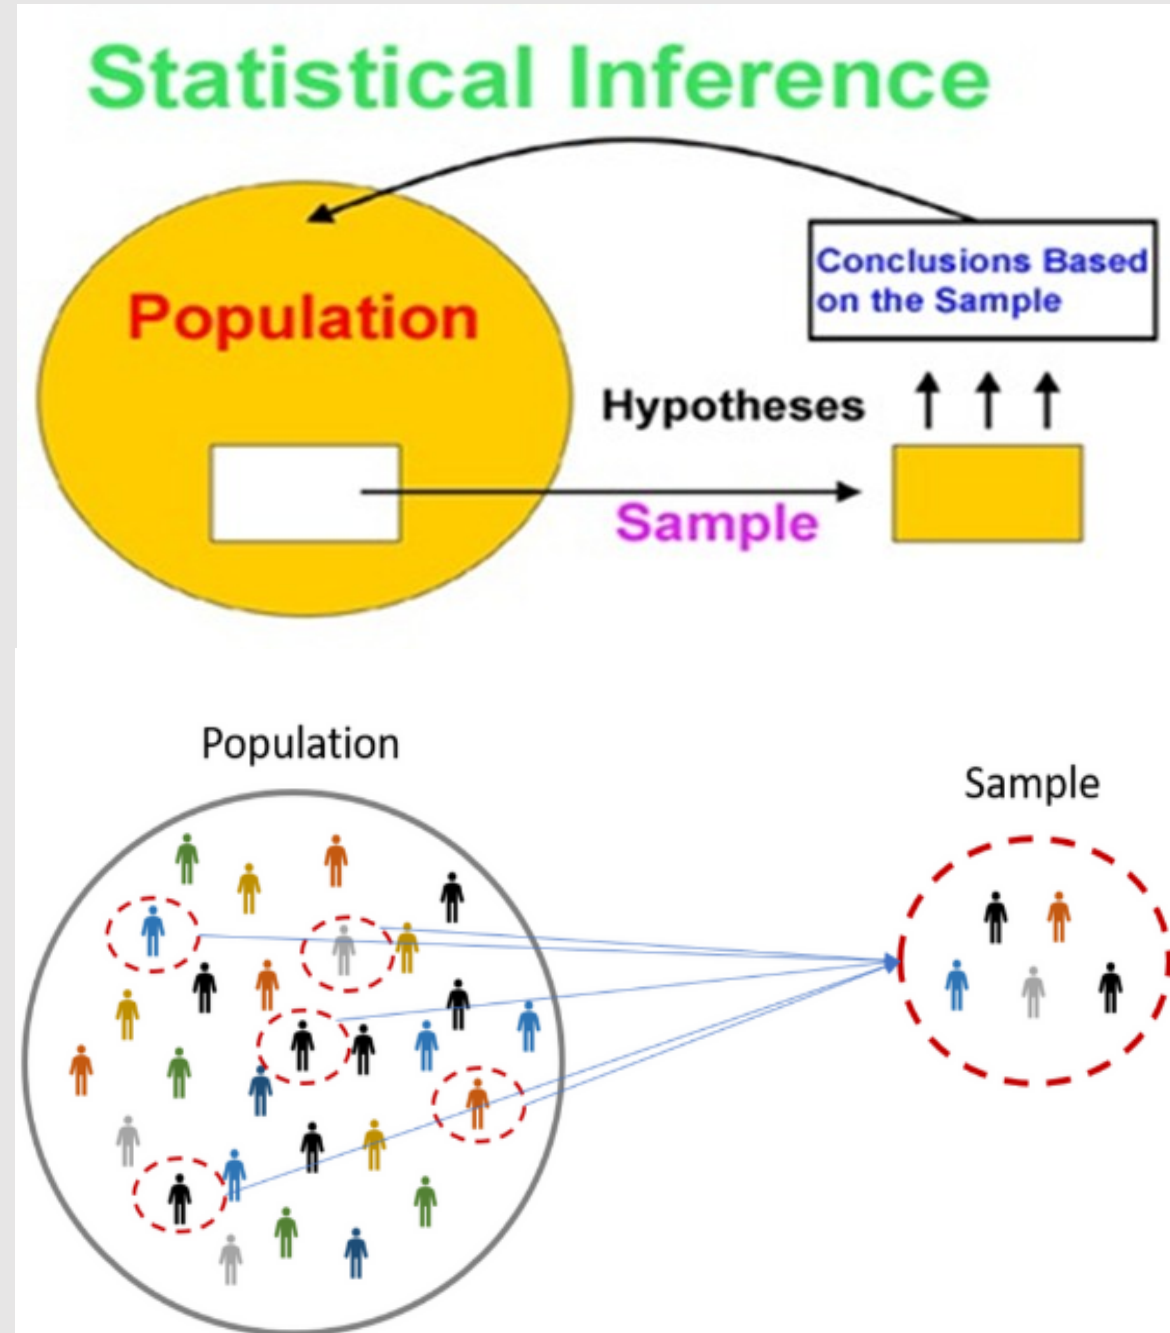 Statistical Inference
Population
Conclusions Based
on the Sample
Hypotheses
Sample
Population
Sample